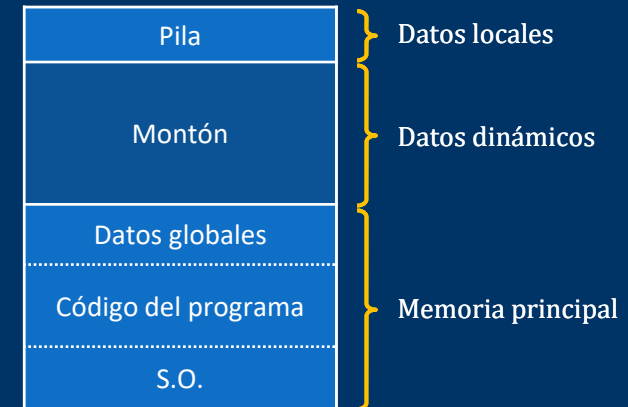 Pila
Datos locales
Montón
Datos dinámicos
Datos globales
Código del programa
Memoria principal
S.O.